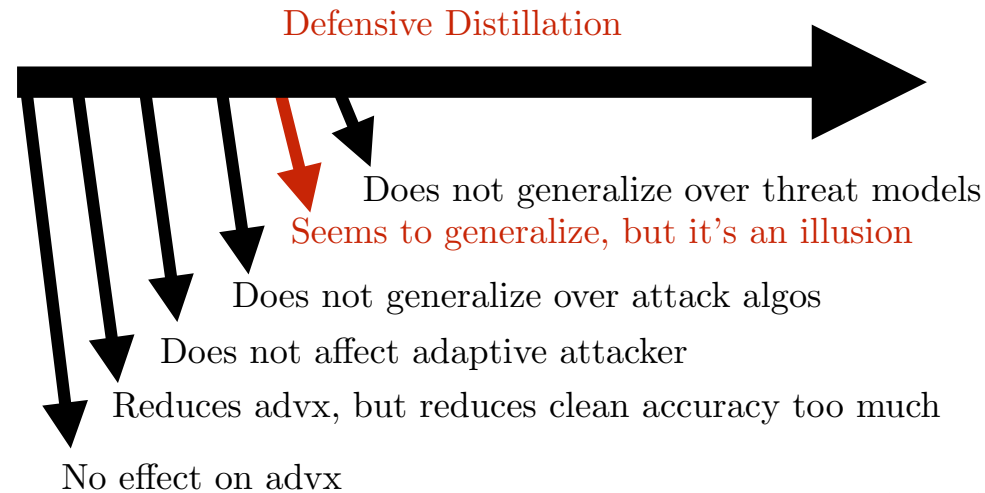 Defensive Distillation
Does not generalize over threat models
Seems to generalize, but it's an illusion
Does not generalize over attack algos
Does not affect adaptive attacker
Reduces advx, but reduces clean accuracy too much
No effect on advx